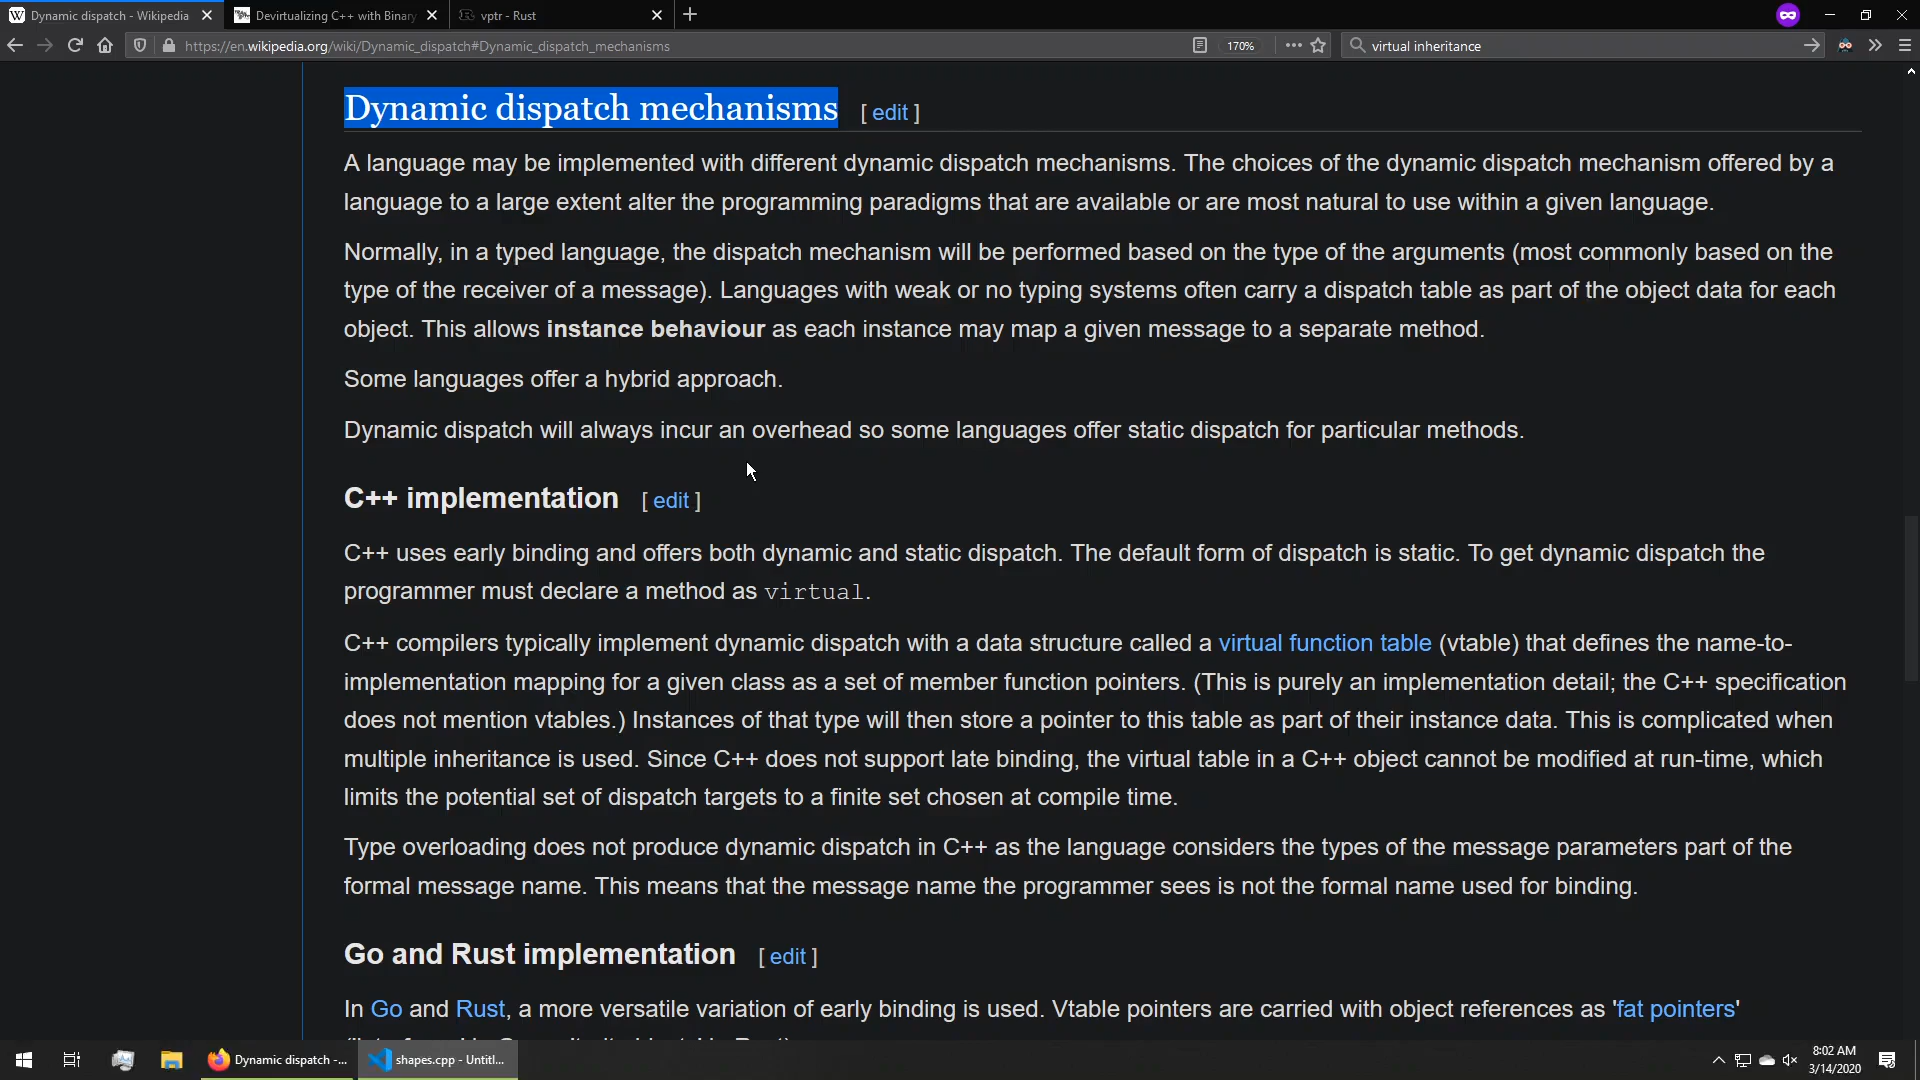 Dynamic dispatch - Wikipedia
Devirtualizing C++ with Binary
vptr - Rust
https://en.wikipedia.org/wiki/Dynamic_dispatch#Dynamic_dispatch_mechanisms
170%
virtual inheritance
Dynamic dispatch mechanisms [ edit ]
A language may be implemented with different dynamic dispatch mechanisms. The choices of the dynamic dispatch mechanism offered by a
language to a large extent alter the programming paradigms that are available or are most natural to use within a given language.
Normally, in a typed language, the dispatch mechanism will be performed based on the type of the arguments (most commonly based on the
type of the receiver of a message). Languages with weak or no typing systems often carry a dispatch table as part of the object data for each
object. This allows instance behaviour as each instance may map a given message to a separate method.
Some languages offer a hybrid approach.
Dynamic dispatch will always incur an overhead so some languages offer static dispatch for particular methods.
C++ implementation [ edit ]
C++ uses early binding and offers both dynamic and static dispatch. The default form of dispatch is static. To get dynamic dispatch the
programmer must declare a method as virtual.
C++ compilers typically implement dynamic dispatch with a data structure called a virtual function table (vtable) that defines the name-to-
implementation mapping for a given class as a set of member function pointers. (This is purely an implementation detail; the C++ specification
does not mention vtables.) Instances of that type will then store a pointer to this table as part of their instance data. This is complicated when
multiple inheritance is used. Since C++ does not support late binding, the virtual table in a C++ object cannot be modified at run-time, which
limits the potential set of dispatch targets to a finite set chosen at compile time.
Type overloading does not produce dynamic dispatch in C++ as the language considers the types of the message parameters part of the
formal message name. This means that the message name the programmer sees is not the formal name used for binding.
Go and Rust implementation [ edit ]
In Go and Rust, a more versatile variation of early binding is used. Vtable pointers are carried with object references as 'fat pointers'
Dynamic dispatch -...
shapes.cpp - Untitl...
8:02 AM
3/14/2020